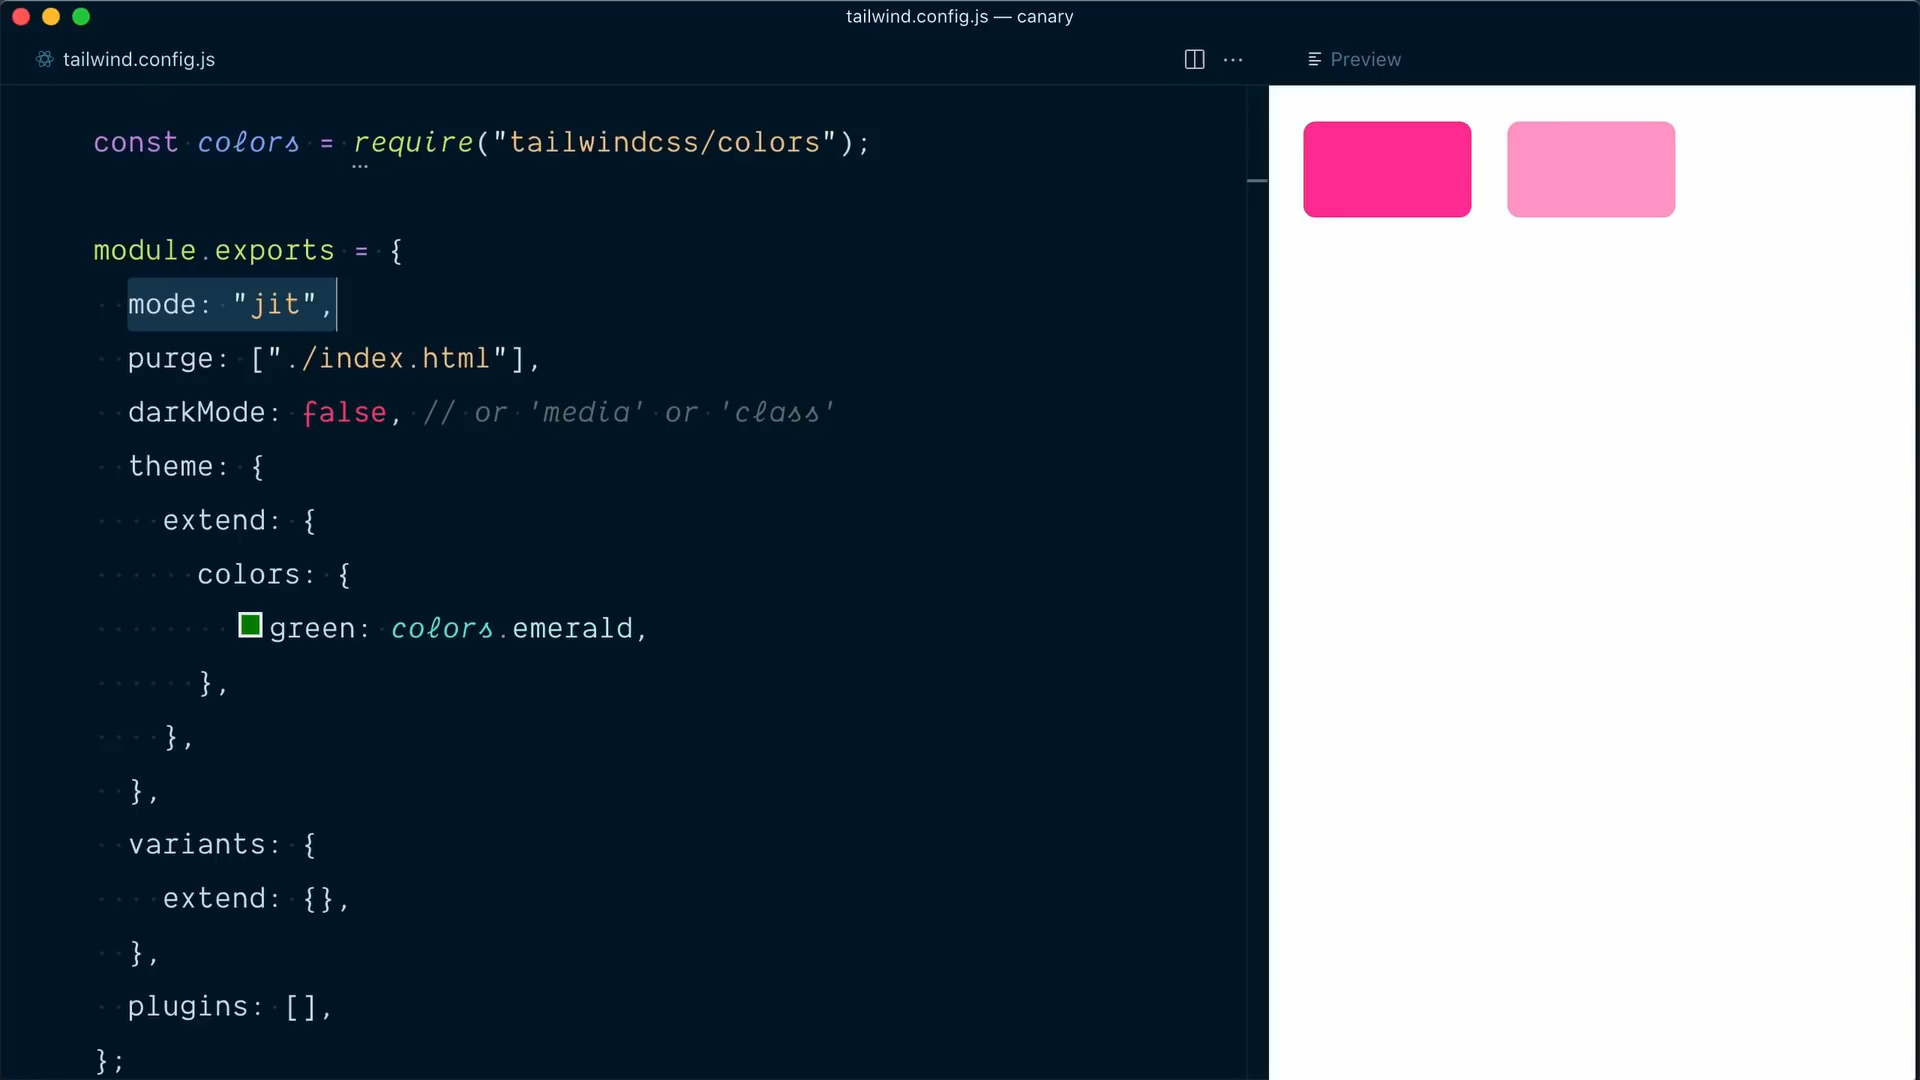 tailwind.config.js — canary
tailwind.config.js
Preview
const colors = require("tailwindcss/colors");
module.exports = {
mode: "jit",
purge: ["./index.html"],
darkMode: false, // or 'media' or 'class'
theme: {
extend: {
colors: {
green: colors.emerald,
},
},
},
variants: {
extend: {},
},
plugins: [],
};